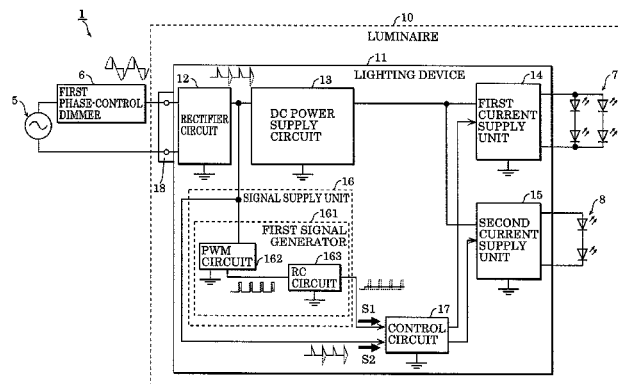 1
10
LUMINAIRE
11
LIGHTING DEVICE
5
6
FIRST
PHASE-CONTROL
DIMMER
18
12
RECTIFIER
CIRCUIT
13
DC POWER
SUPPLY
CIRCUIT
14
FIRST
CURRENT
SUPPLY
UNIT
7
15
SECOND
CURRENT
SUPPLY
UNIT
8
16
SIGNAL SUPPLY UNIT
161
FIRST SIGNAL
GENERATOR
PWM
CIRCUIT
162
163
RC
CIRCUIT
S1
S2
17
CONTROL
CIRCUIT